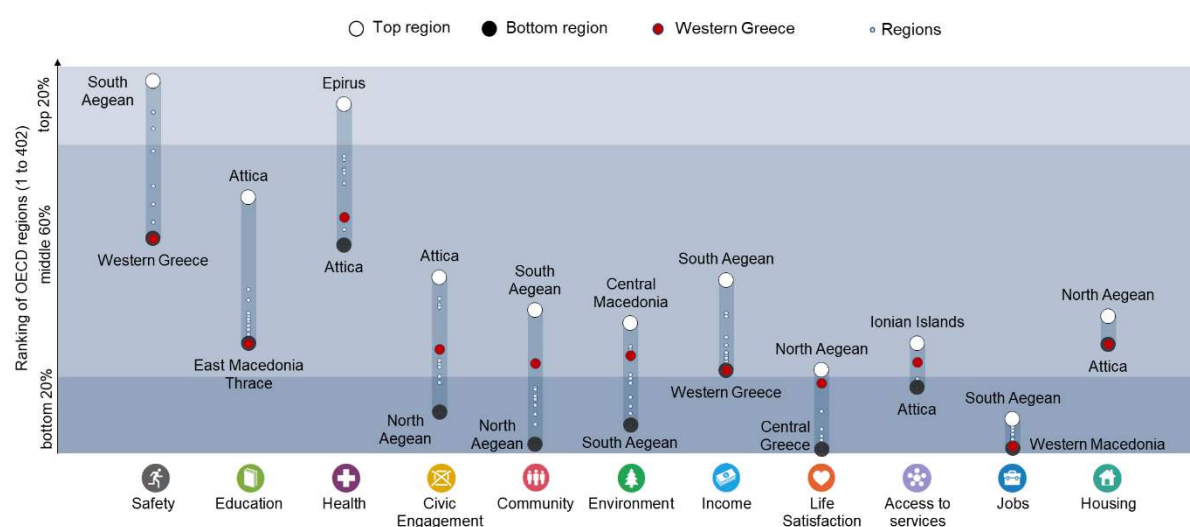 Top region
Bottom region
Western Greece
Regions
Ranking of OECD regions (1 to 402)
top 20%
middle 60%
bottom 20%
South
Aegean
Western Greece
Attica
East Macedonia
Thrace
Epirus
Attica
Attica
North
Aegean
South
Aegean
North
Aegean
Central
Macedonia
South Aegean
South Aegean
Western Greece
North Aegean
Central
Greece
Ionian Islands
Attica
South Aegean
Western Macedonia
North Aegean
Attica
Safety
Education
Health
Civic
Engagement
Community
Environment
Income
Life
Satisfaction
Access to
services
Jobs
Housing